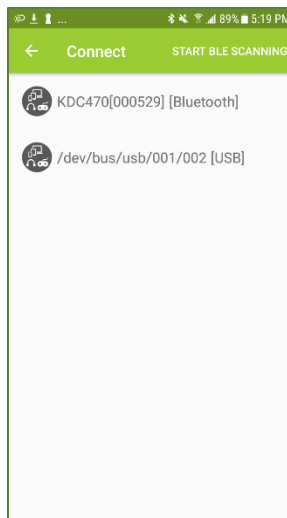 ... 89% 5:19 PM
Connect START BLE SCANNING
KDC470[000529] [Bluetooth]
/dev/bus/usb/001/002 [USB]